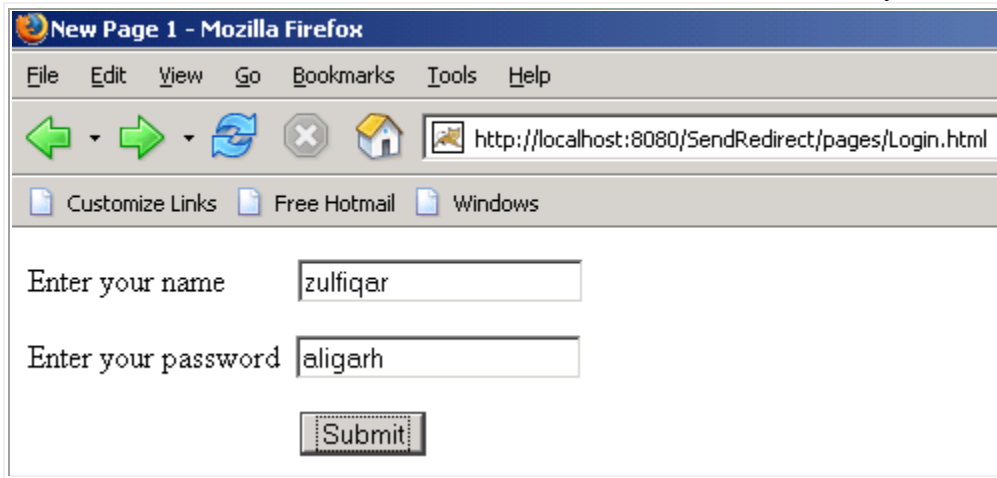 New Page 1 - Mozilla Firefox
File Edit View Go Bookmarks Tools Help
http://localhost:8080/SendRedirect/pages/Login.html
Customize Links Free Hotmail Windows
Enter your name zulfiqar
Enter your password aligarh
Submit